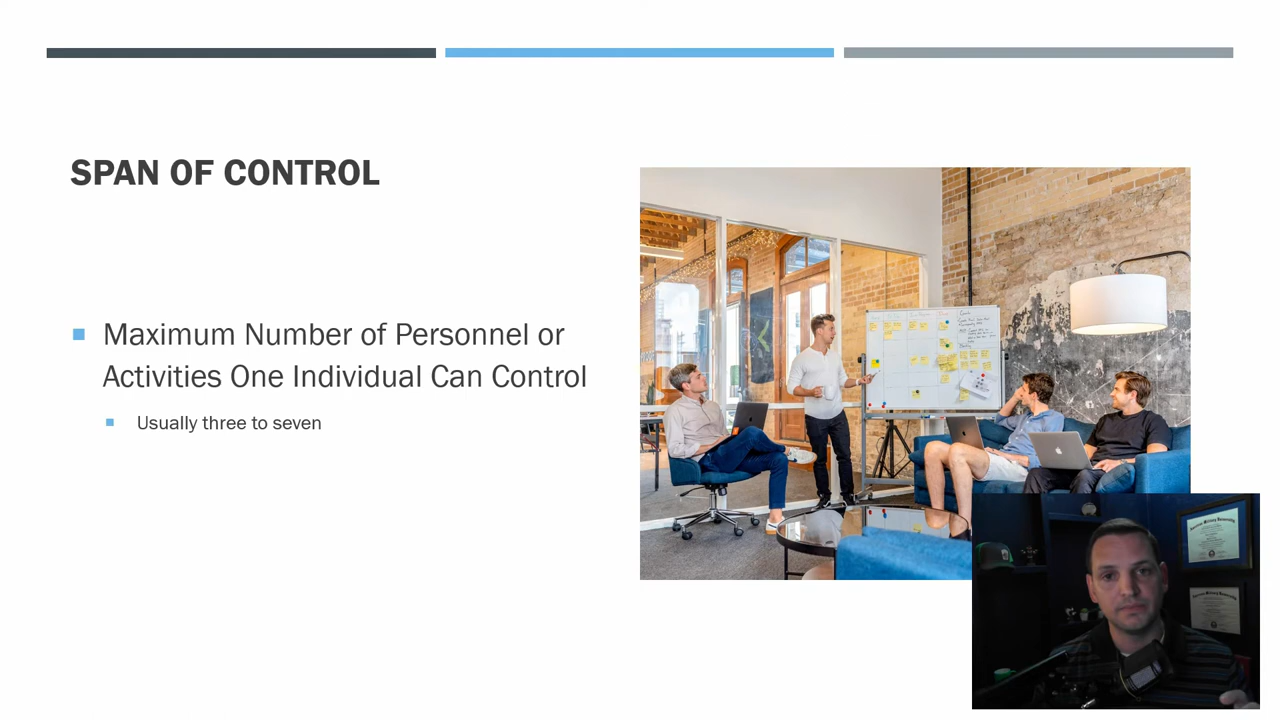 SPAN OF CONTROL
Maximum Number of Personnel or
Activities One Individual Can Control
Usually three to seven